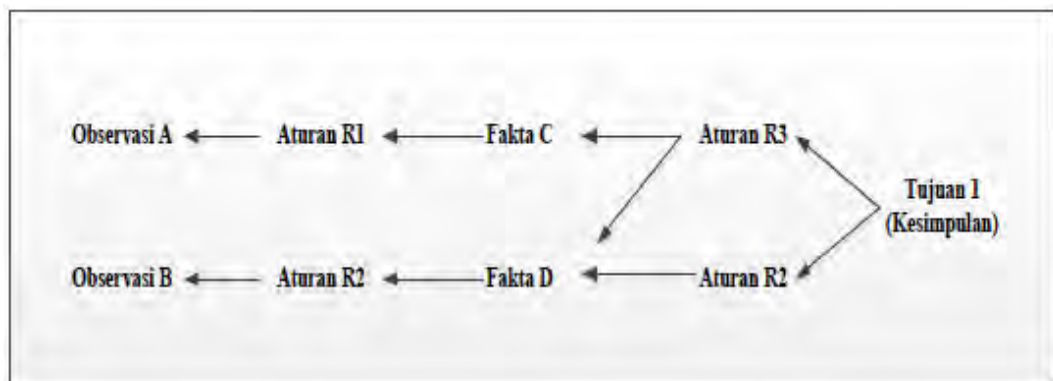 Observasi A
Aturan R1
Fakta C
Aturan R3
Tujuan 1
(Kesimpulan)
Observasi B
Aturan R2
Fakta D
Aturan R2